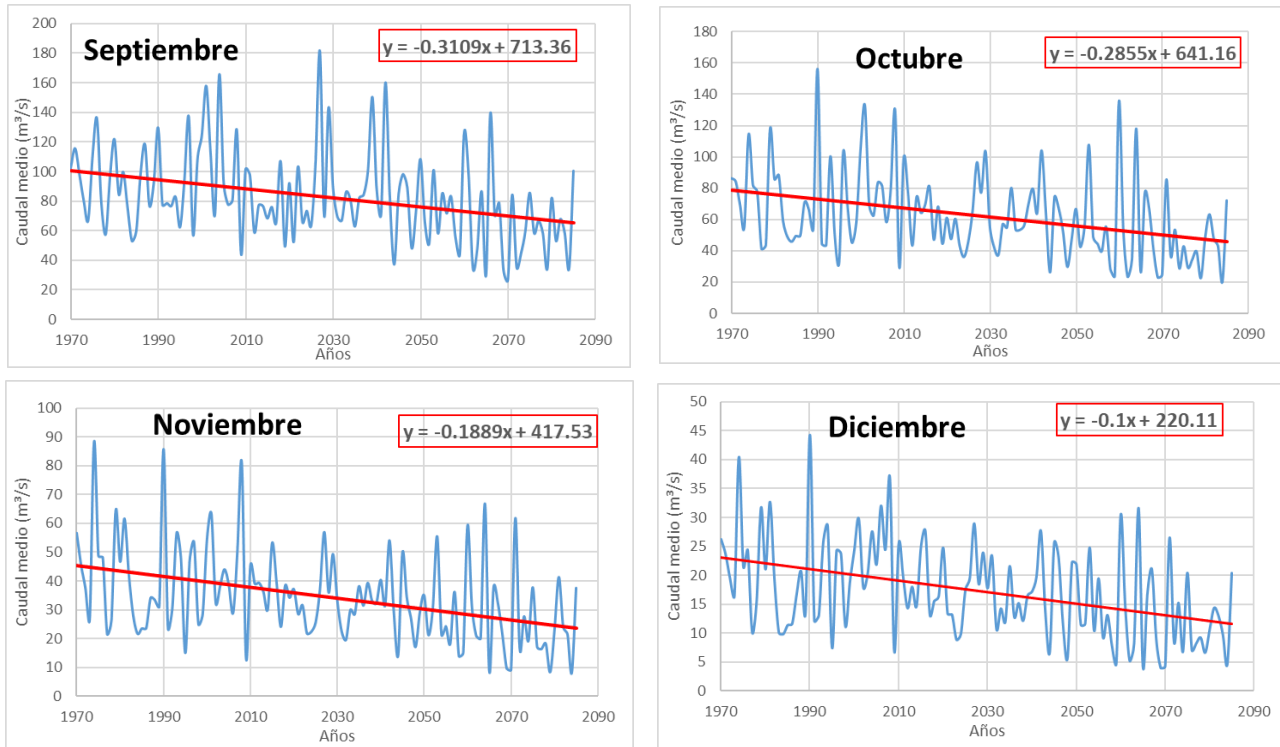 Septiembre
y = -0.3109x + 713.36
Caudal medio (m³/s)
200
180
160
140
120
100
80
60
40
20
0
1970 1990 2010 2030 2050 2070 2090
Años
Octubre
y = -0.2855x + 641.16
Caudal medio (m³/s)
180
160
140
120
100
80
60
40
20
0
1970 1990 2010 2030 2050 2070 2090
Años
Noviembre
y = -0.1889x + 417.53
Caudal medio (m³/s)
100
90
80
70
60
50
40
30
20
10
0
1970 1990 2010 2030 2050 2070 2090
Años
Diciembre
y = -0.1x + 220.11
Caudal medio (m³/s)
50
45
40
35
30
25
20
15
10
5
0
1970 1990 2010 2030 2050 2070 2090
Años